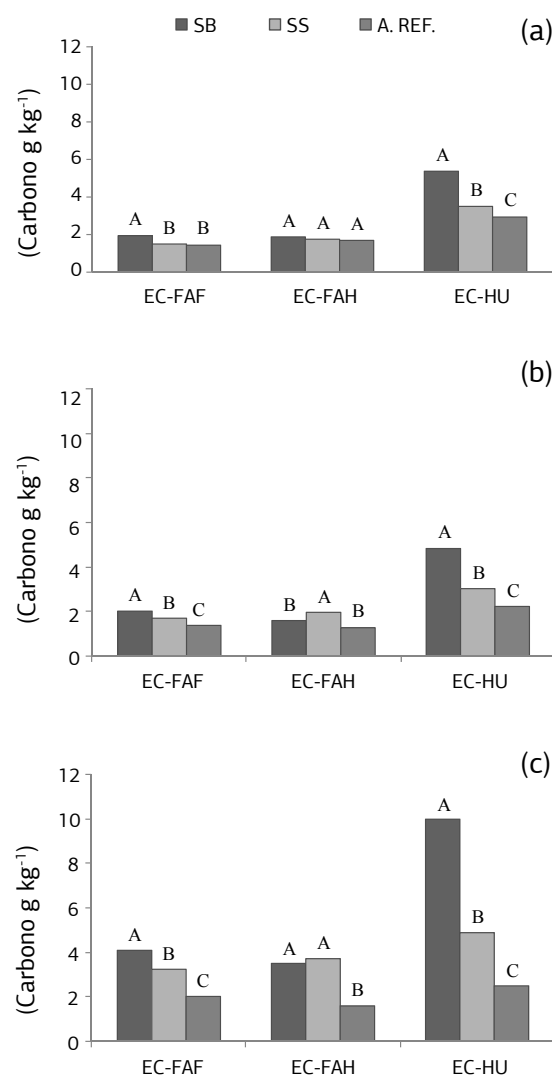 SB SS A. REF. (a)
(Carbono g kg⁻¹)
12
10
8
6
4
2
0
A B B A A A A B C
EC-FAF EC-FAH EC-HU
(b)
(Carbono g kg⁻¹)
12
10
8
6
4
2
0
A B C B A B A B C
EC-FAF EC-FAH EC-HU
(c)
(Carbono g kg⁻¹)
12
10
8
6
4
2
0
A B C A A B A B C
EC-FAF EC-FAH EC-HU